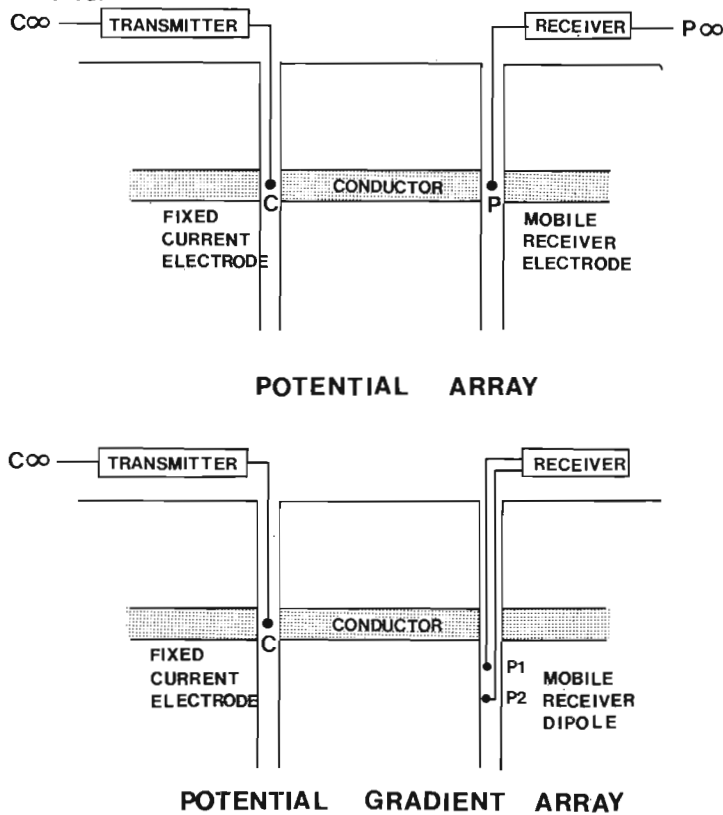 C∞ TRANSMITTER RECEIVER P∞
CONDUCTOR
C P
FIXED
CURRENT
ELECTRODE
MOBILE
RECEIVER
ELECTRODE
POTENTIAL ARRAY
C∞ TRANSMITTER RECEIVER
CONDUCTOR
C
FIXED
CURRENT
ELECTRODE
P1
P2
MOBILE
RECEIVER
DIPOLE
POTENTIAL GRADIENT ARRAY